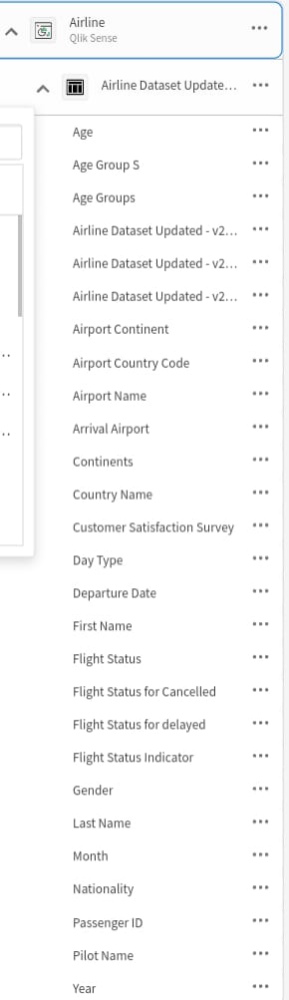 Airline
Qlik Sense
Airline Dataset Update...
Age
Age Group S
Age Groups
Airline Dataset Updated - v2...
Airline Dataset Updated - v2...
Airline Dataset Updated - v2...
Airport Continent
Airport Country Code
Airport Name
Arrival Airport
Continents
Country Name
Customer Satisfaction Survey
Day Type
Departure Date
First Name
Flight Status
Flight Status for Cancelled
Flight Status for delayed
Flight Status Indicator
Gender
Last Name
Month
Nationality
Passenger ID
Pilot Name
Year